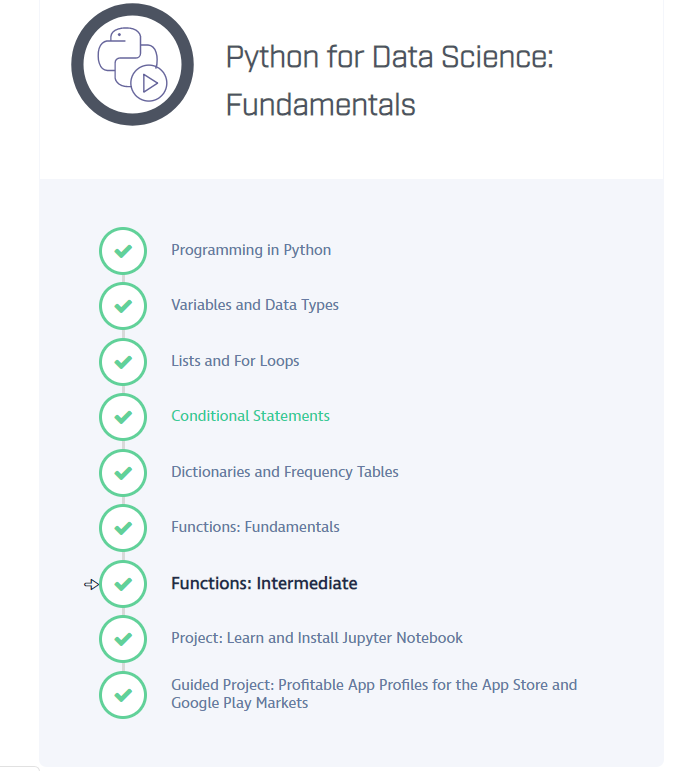 Python for Data Science:
Fundamentals
Programming in Python
Variables and Data Types
Lists and For Loops
Conditional Statements
Dictionaries and Frequency Tables
Functions: Fundamentals
Functions: Intermediate
Project: Learn and Install Jupyter Notebook
Guided Project: Profitable App Profiles for the App Store and
Google Play Markets